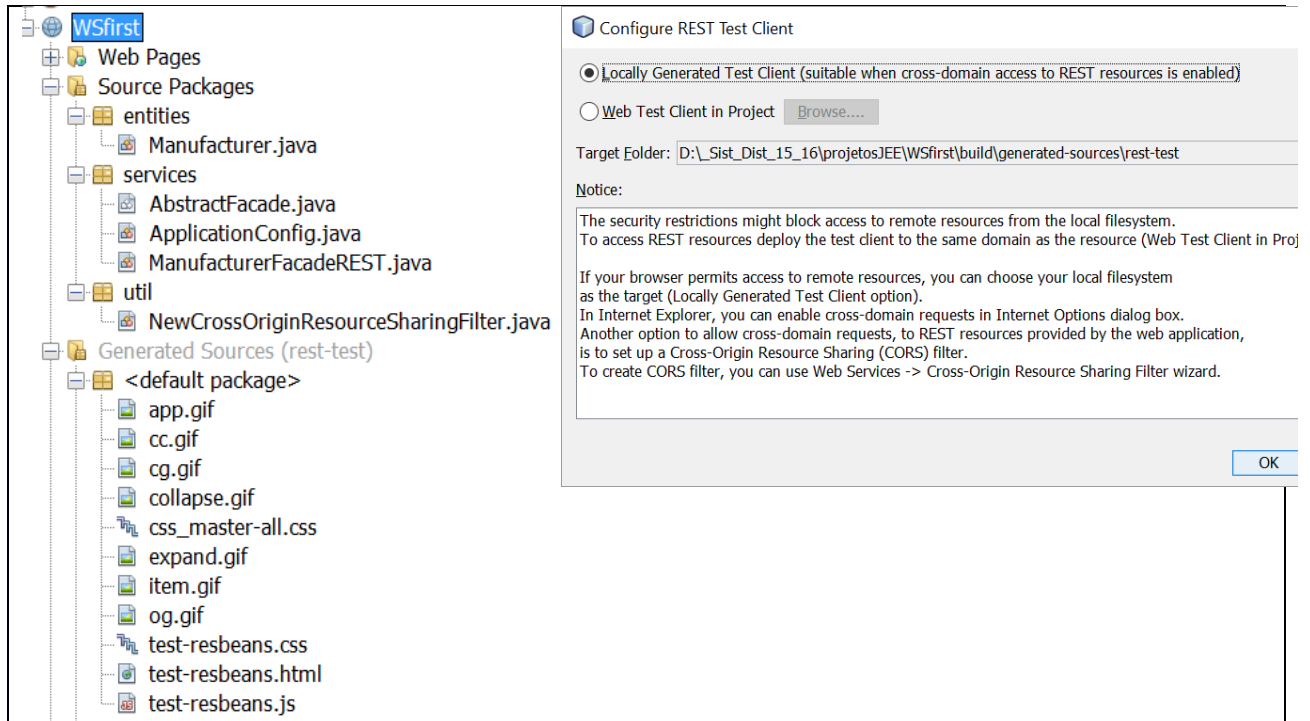 WSfirst
Web Pages
Source Packages
entities
Manufacturer.java
services
AbstractFacade.java
ApplicationConfig.java
ManufacturerFacadeREST.java
util
NewCrossOriginResourceSharingFilter.java
Generated Sources (rest-test)
<default package>
app.gif
cc.gif
cg.gif
collapse.gif
css_master-all.css
expand.gif
item.gif
og.gif
test-resbeans.css
test-resbeans.html
test-resbeans.js
Configure REST Test Client
Locally Generated Test Client (suitable when cross-domain access to REST resources is enabled)
Web Test Client in Project Browse....
Target Folder: D:\_Sist_Dist_15_16\projetosJEE\WSfirst\build\generated-sources\rest-test
Notice:
The security restrictions might block access to remote resources from the local filesystem.
To access REST resources deploy the test client to the same domain as the resource (Web Test Client in Proj
If your browser permits access to remote resources, you can choose your local filesystem
as the target (Locally Generated Test Client option).
In Internet Explorer, you can enable cross-domain requests in Internet Options dialog box.
Another option to allow cross-domain requests, to REST resources provided by the web application,
is to set up a Cross-Origin Resource Sharing (CORS) filter.
To create CORS filter, you can use Web Services -> Cross-Origin Resource Sharing Filter wizard.
OK